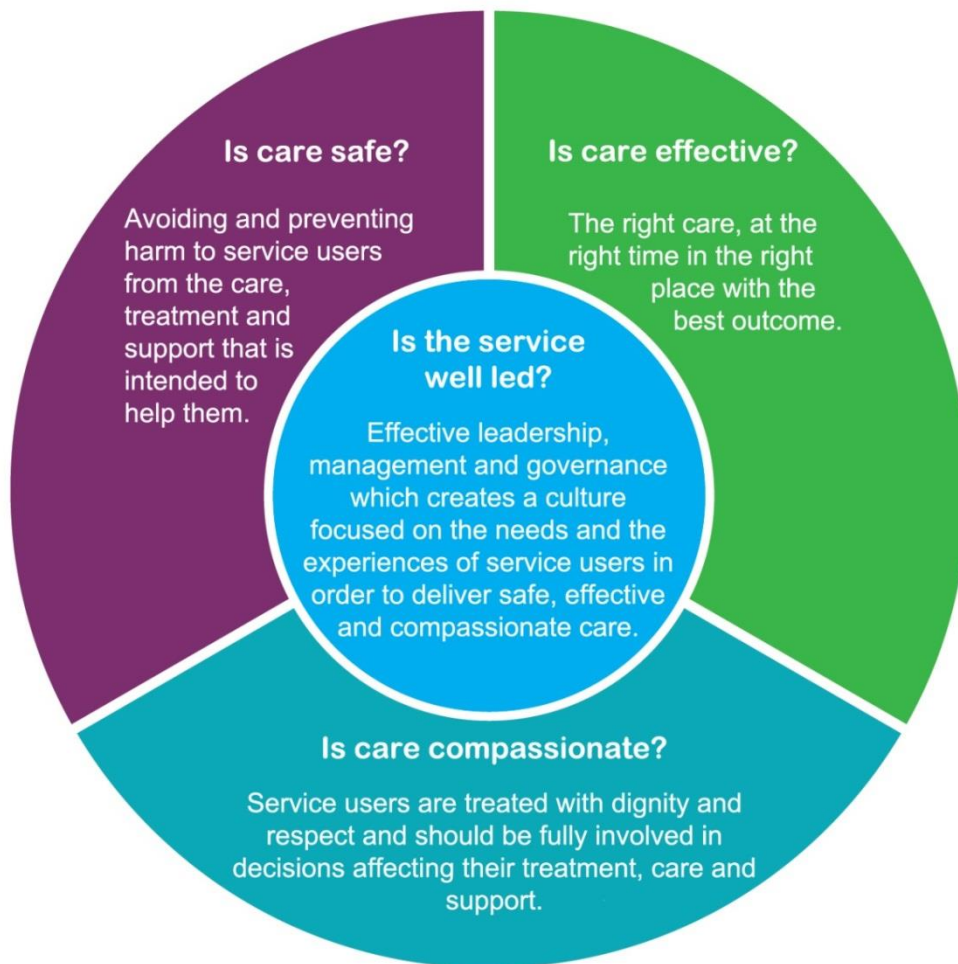 Is care safe?
Avoiding and preventing
harm to service users
from the care,
treatment and
support that is
intended to
help them.
Is care effective?
The right care, at the
right time in the right
place with the
best outcome.
Is the service
well led?
Effective leadership,
management and governance
which creates a culture
focused on the needs and the
experiences of service users in
order to deliver safe, effective
and compassionate care.
Is care compassionate?
Service users are treated with dignity and
respect and should be fully involved in
decisions affecting their treatment, care and
support.